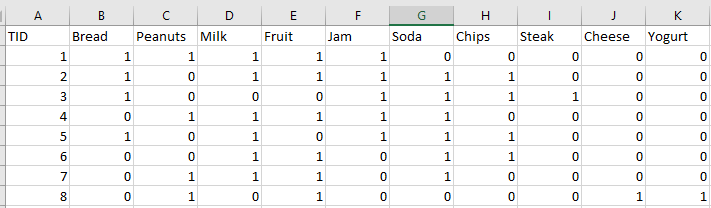 A B C D E F G H I J K
TID Bread Peanuts Milk Fruit Jam Soda Chips Steak Cheese Yogurt
1 1 1 1 1 1 0 0 0 0 0
2 1 0 1 1 1 1 1 0 0 0
3 1 0 0 0 1 1 1 1 0 0
4 0 1 1 1 1 1 0 0 0 0
5 1 0 1 0 1 1 1 0 0 0
6 0 0 1 1 0 1 1 0 0 0
7 0 1 1 1 0 1 0 0 0 0
8 0 1 0 1 0 0 0 0 1 1